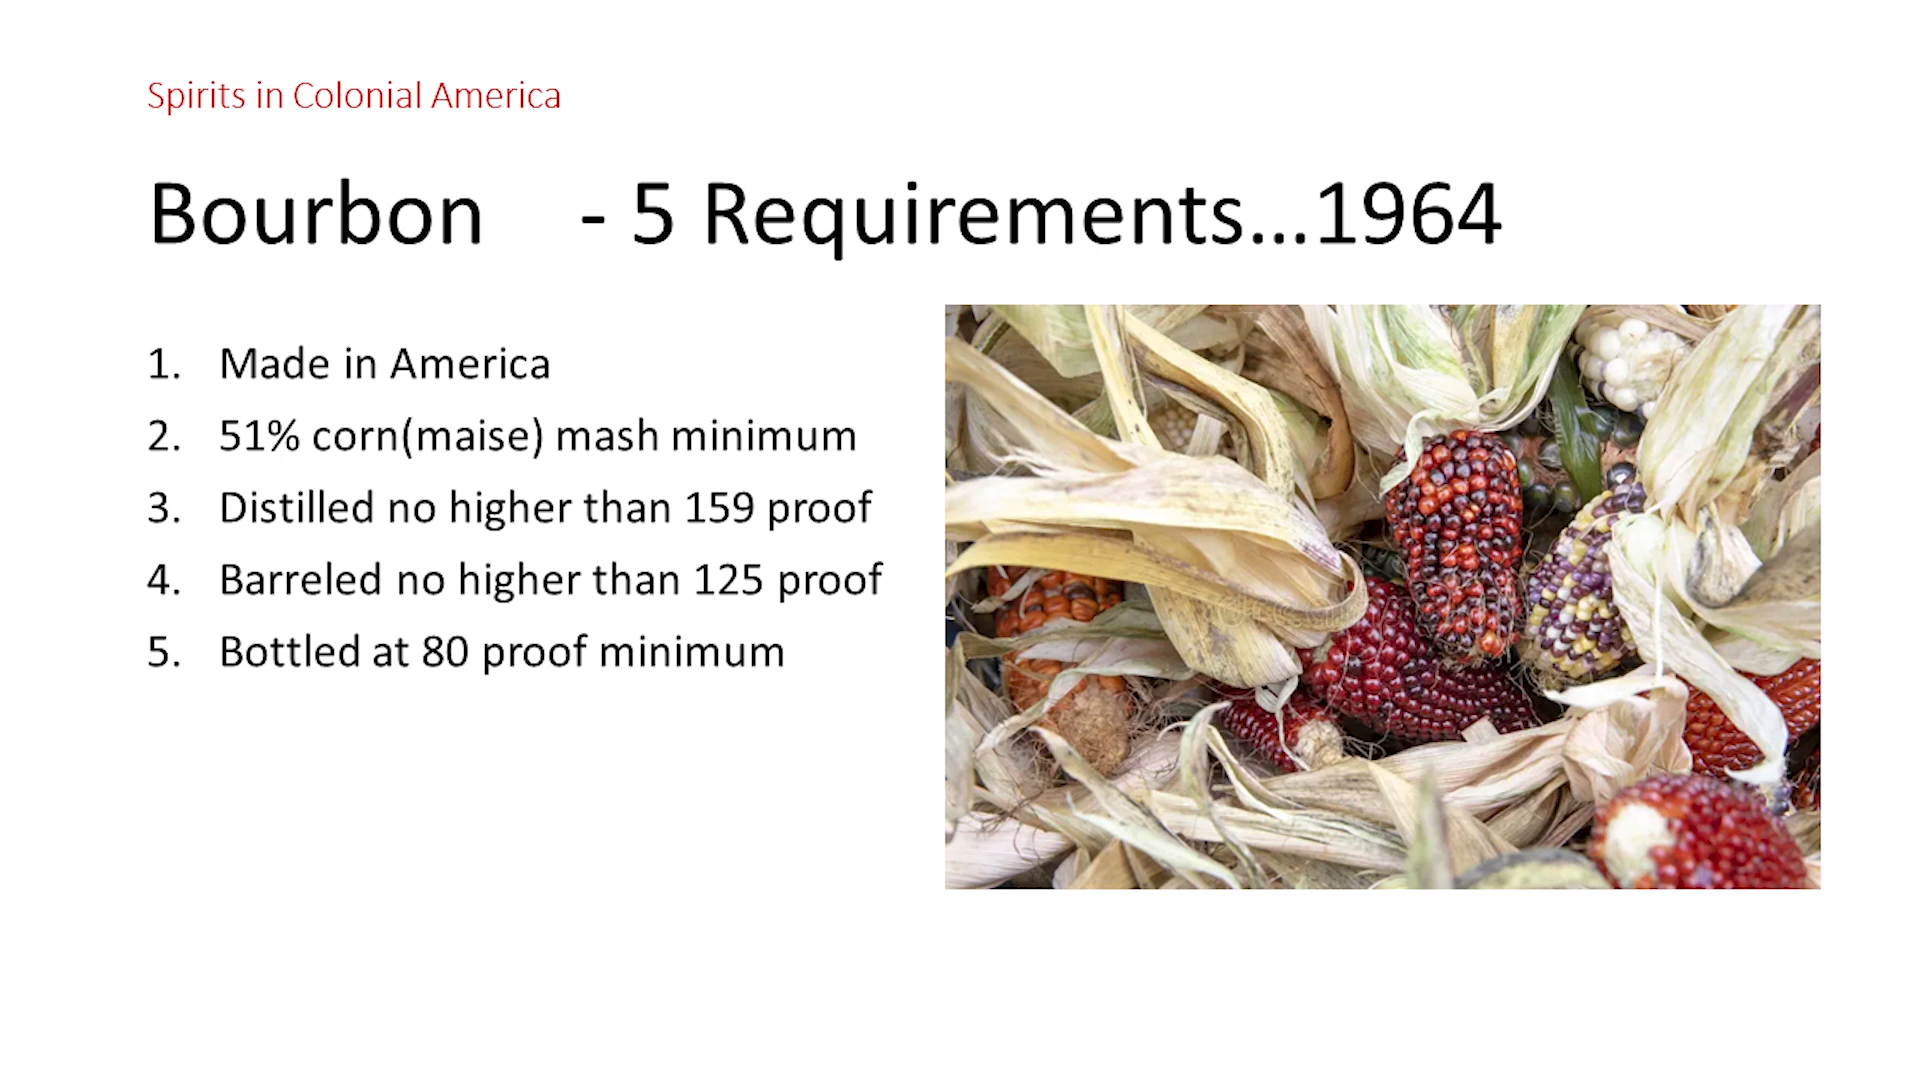 Spirits in Colonial America
Bourbon - 5 Requirements...1964
1. Made in America
2. 51% corn(maise) mash minimum
3. Distilled no higher than 159 proof
4. Barreled no higher than 125 proof
5. Bottled at 80 proof minimum